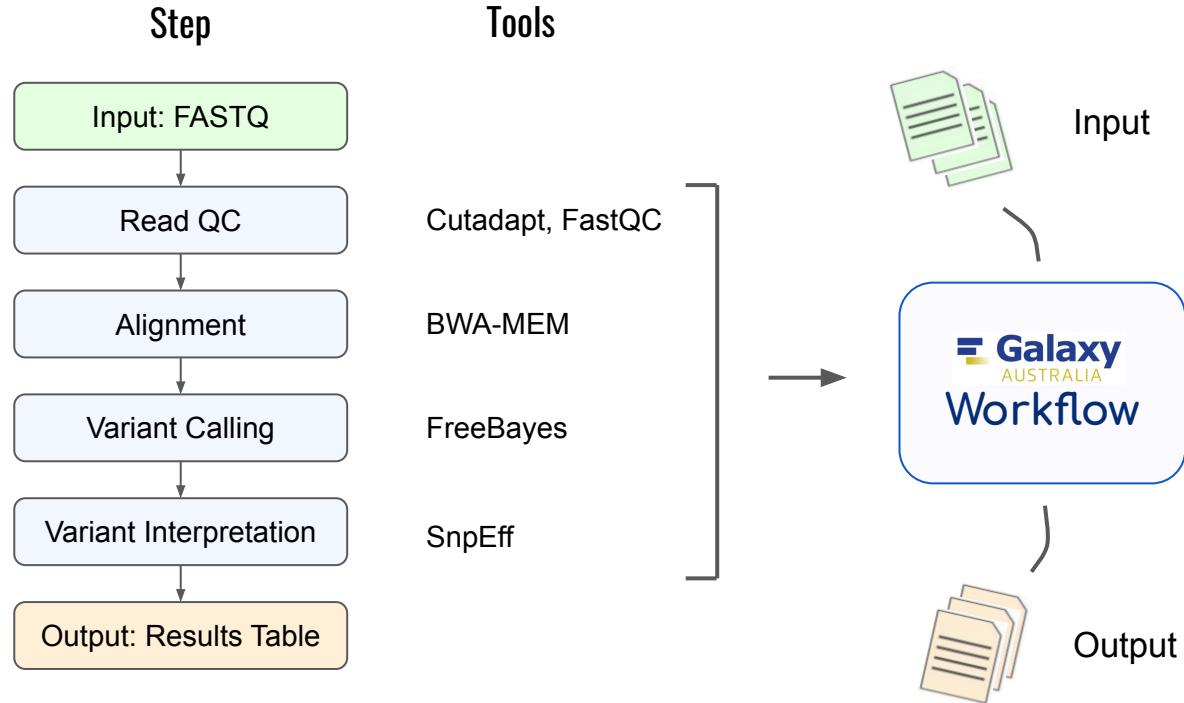 Step
Tools
Input: FASTQ
Read QC
Cutadapt, FastQC
Alignment
BWA-MEM
Variant Calling
FreeBayes
Variant Interpretation
SnpEff
Output: Results Table
Input
Galaxy
AUSTRALIA
Workflow
Output